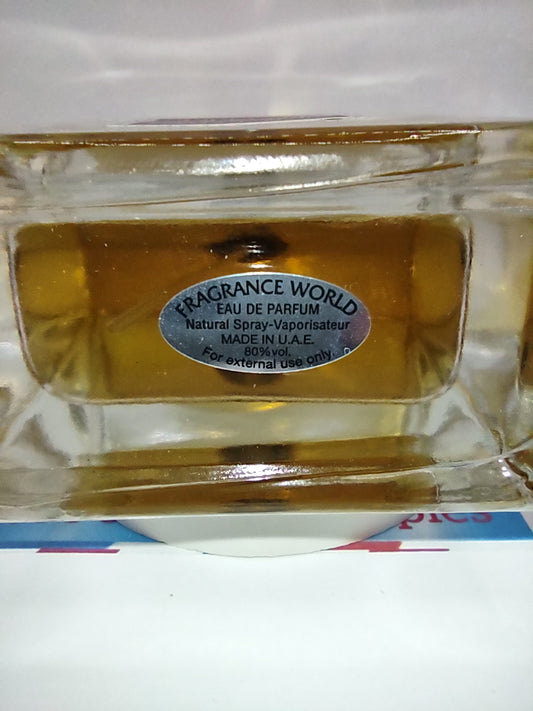 FRAGRANCE WORLD
EAU DE PARFUM
Natural Spray-Vaporisateur
MADE IN U.A.E.
80%vol.
For external use only.